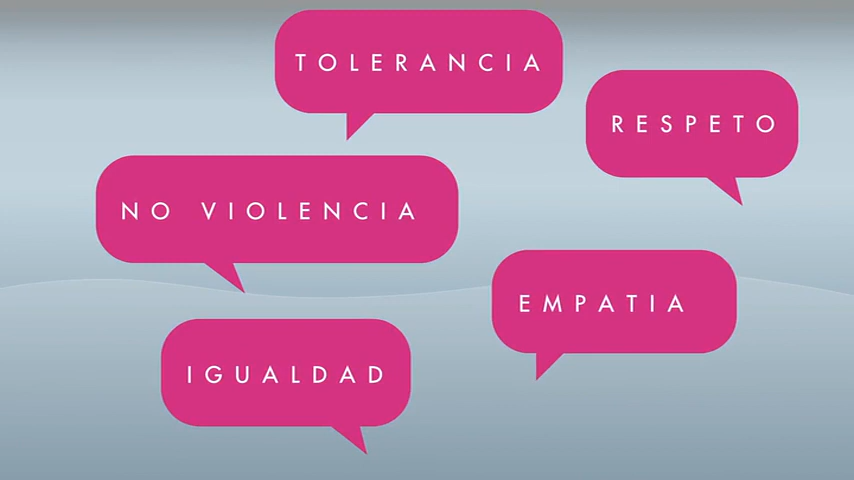 TOLERANCIA
RESPETO
NO VIOLENCIA
EMPATIA
IGUALDAD